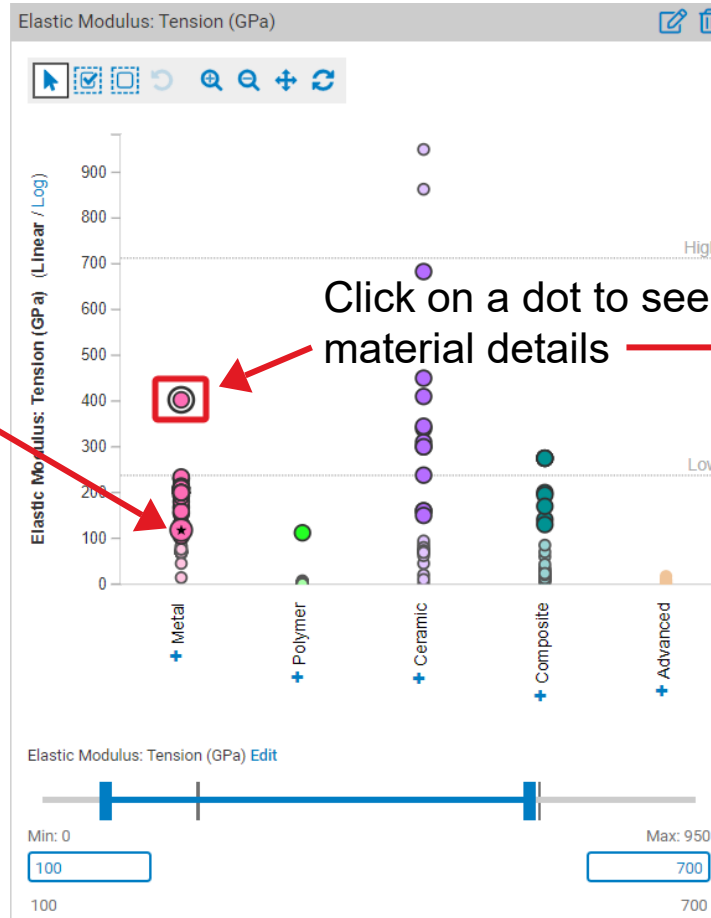 Elastic Modulus: Tension (GPa)
Elastic Modulus: Tension (GPa) (Linear / Log)
900
800
700
600
500
400
300
200
100
0
High
Low
Click on a dot to see
material details
+ Metal
+ Polymer
+ Ceramic
+ Composite
+ Advanced
Elastic Modulus: Tension (GPa) Edit
Min: 0
Max: 950
100
700
100
700